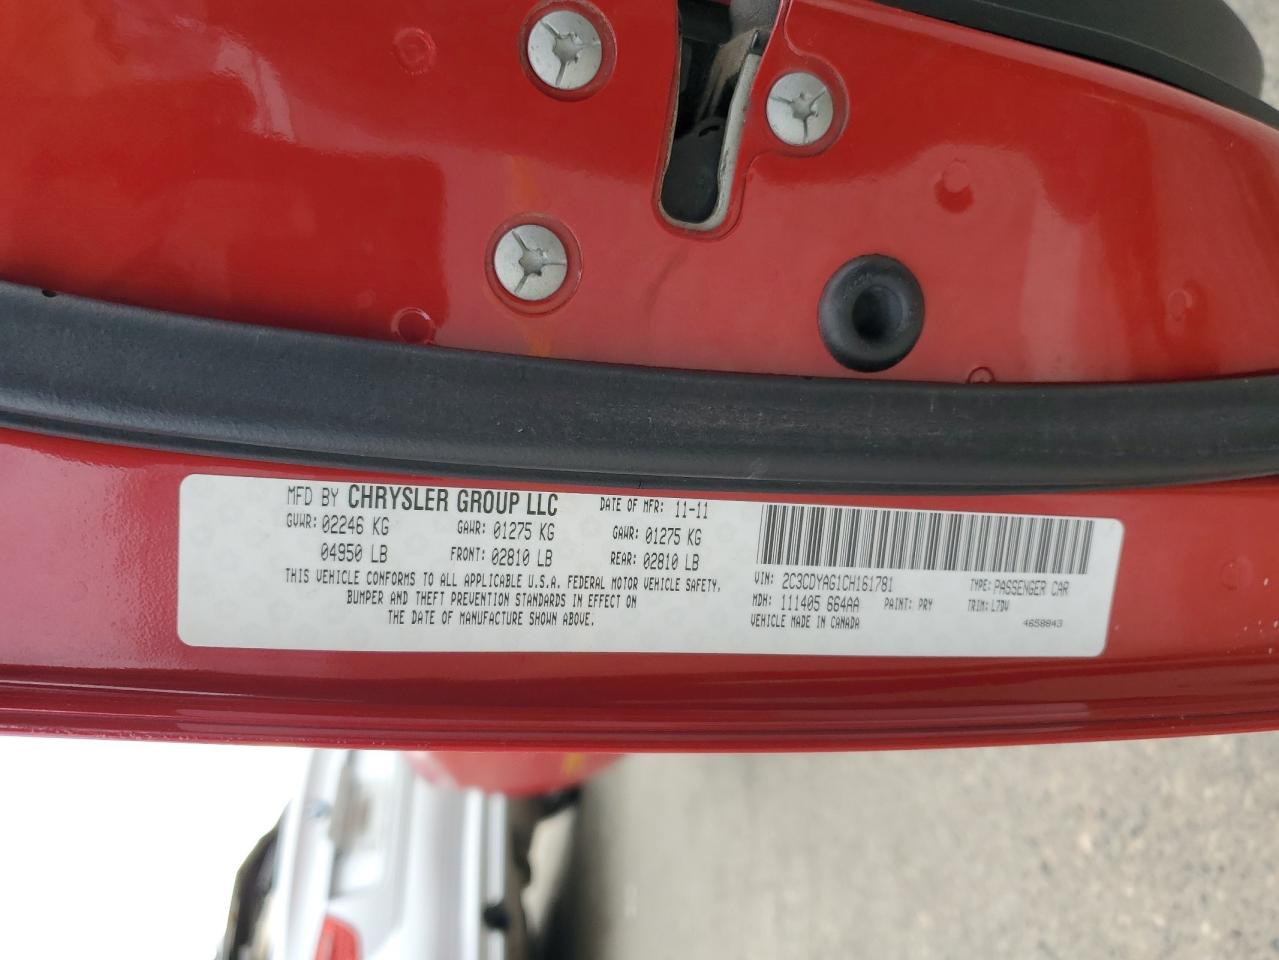 MFD BY CHRYSLER GROUP LLC DATE OF MFR: 11-11
GVWR: 02246 KG GAWR: 01275 KG GAWR: 01275 KG
04950 LB FRONT: 02810 LB REAR: 02810 LB
THIS VEHICLE CONFORMS TO ALL APPLICABLE U.S.A. FEDERAL MOTOR VEHICLE SAFETY,
BUMPER AND THEFT PREVENTION STANDARDS IN EFFECT ON
THE DATE OF MANUFACTURE SHOWN ABOVE.
VIN: 2C3CDYAG1CH161781 TYPE: PASSENGER CAR
MDH: 111405 664AA PAINT: PRY TRIM: L7DV
VEHICLE MADE IN CANADA 4658843